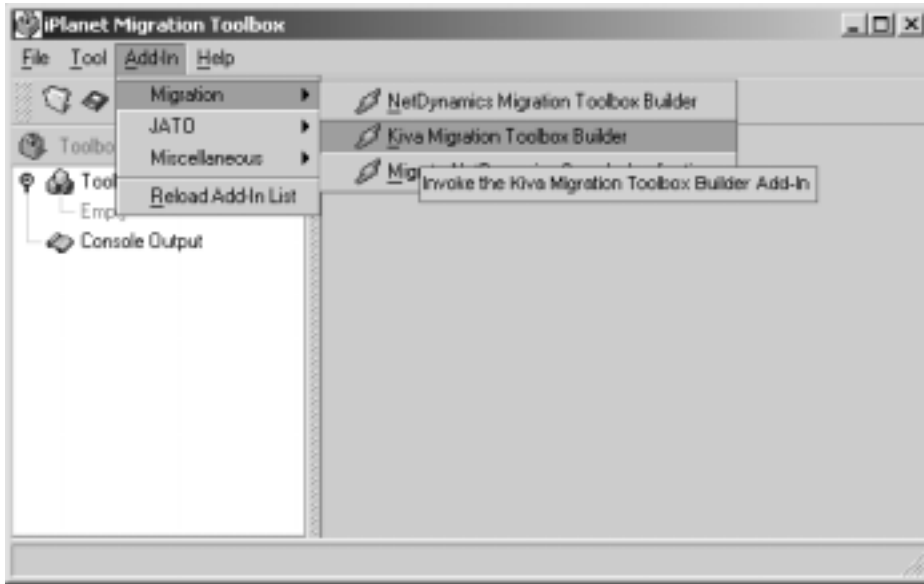 iPlanet Migration Toolbox
File Tool Add-In Help
Migration
NetDynamics Migration Toolbox Builder
JATO
Kiva Migration Toolbox Builder
Miscellaneous
Invoke the Kiva Migration Toolbox Builder Add-In
Reload Add-In List
Console Output